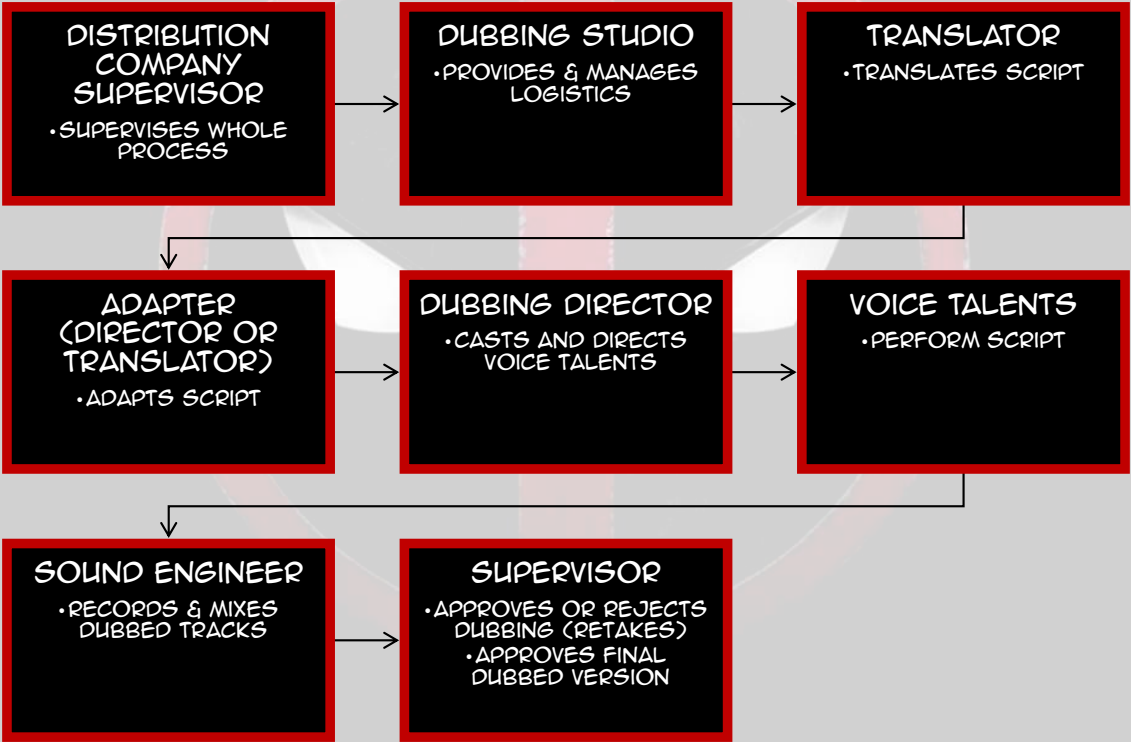 DISTRIBUTION
COMPANY
SUPERVISOR
•SUPERVISES WHOLE
PROCESS
DUBBING STUDIO
•PROVIDES & MANAGES
LOGISTICS
TRANSLATOR
•TRANSLATES SCRIPT
ADAPTER
(DIRECTOR OR
TRANSLATOR)
•ADAPTS SCRIPT
DUBBING DIRECTOR
•CASTS AND DIRECTS
VOICE TALENTS
VOICE TALENTS
•PERFORM SCRIPT
SOUND ENGINEER
•RECORDS & MIXES
DUBBED TRACKS
SUPERVISOR
•APPROVES OR REJECTS
DUBBING (RETAKES)
•APPROVES FINAL
DUBBED VERSION